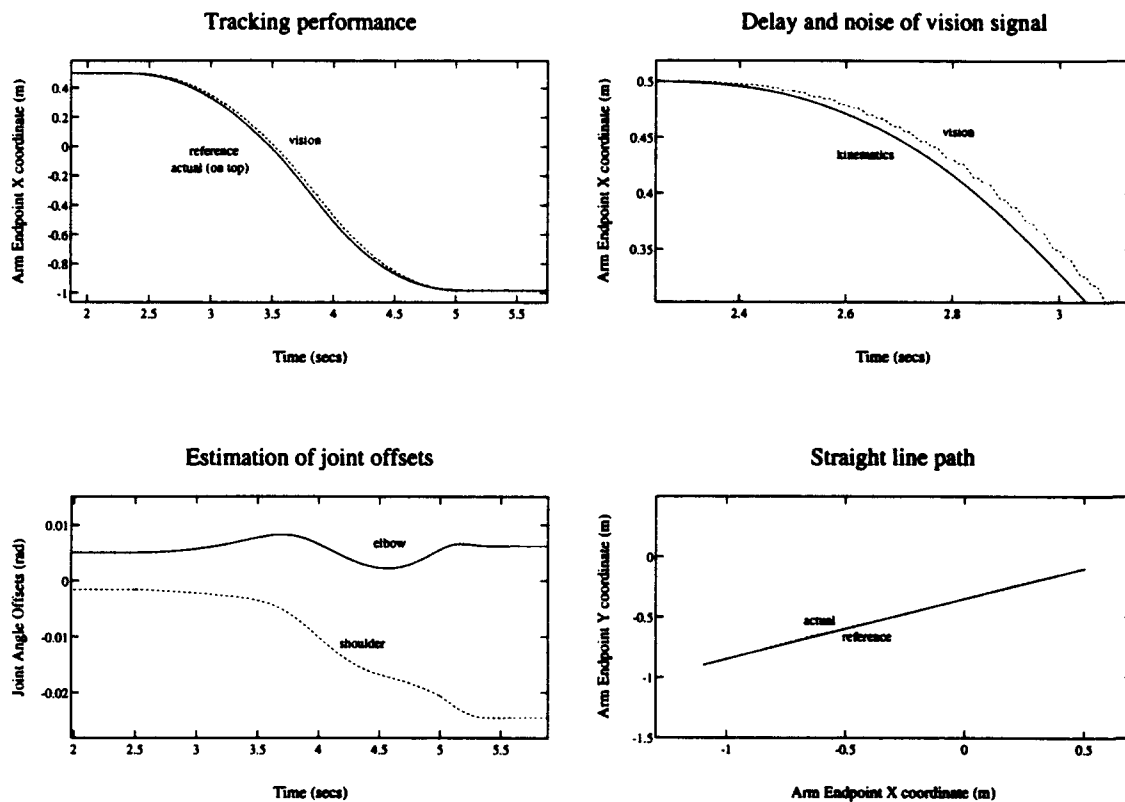 Tracking performance
Arm Endpoint X coordinate (m)
0.4
0.2
0
-0.2
-0.4
-0.6
-0.8
-1
vision
reference
actual (on top)
2 2.5 3 3.5 4 4.5 5 5.5
Time (secs)
Delay and noise of vision signal
Arm Endpoint X coordinate (m)
0.5
0.45
0.4
0.35
vision
kinematics
2.4 2.6 2.8 3
Time (secs)
Estimation of joint offsets
Joint Angle Offsets (rad)
0.01
0
-0.01
-0.02
elbow
shoulder
2 2.5 3 3.5 4 4.5 5 5.5
Time (secs)
Straight line path
Arm Endpoint Y coordinate (m)
0
-0.5
-1
-1.5
actual
reference
-1 -0.5 0 0.5
Arm Endpoint X coordinate (m)